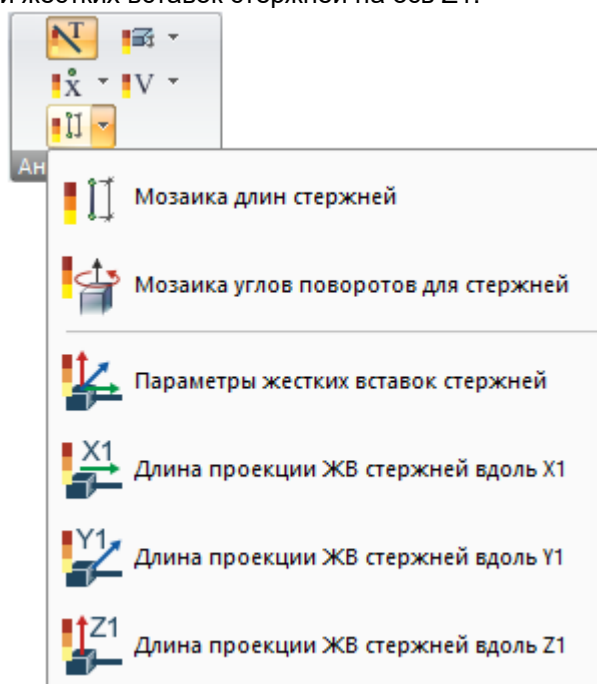 и жестких вставок стержней на ось Z1.
T
x
V
Ан
Мозаика длин стержней
Мозаика углов поворотов для стержней
Параметры жестких вставок стержней
X1
Длина проекции ЖВ стержней вдоль X1
Y1
Длина проекции ЖВ стержней вдоль Y1
Z1
Длина проекции ЖВ стержней вдоль Z1